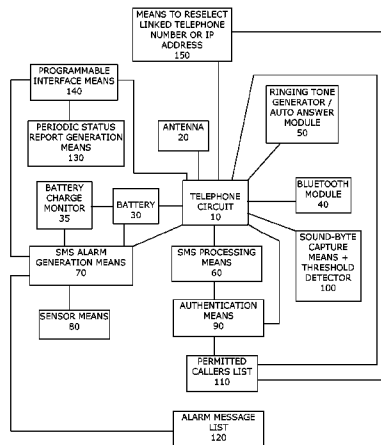 MEANS TO RESELECT
LINKED TELEPHONE
NUMBER OR IP
ADDRESS
150
PROGRAMMABLE
INTERFACE MEANS
140
RINGING TONE
GENERATOR /
AUTO ANSWER
MODULE
50
PERIODIC STATUS
REPORT GENERATION
MEANS
130
ANTENNA
20
BATTERY
CHARGE
MONITOR
35
BATTERY
30
TELEPHONE
CIRCUIT
10
BLUETOOTH
MODULE
40
SMS ALARM
GENERATION MEANS
70
SMS PROCESSING
MEANS
60
SOUND-BYTE
CAPTURE
MEANS +
THRESHOLD
DETECTOR
100
SENSOR MEANS
80
AUTHENTICATION
MEANS
90
PERMITTED
CALLERS LIST
110
ALARM MESSAGE
LIST
120